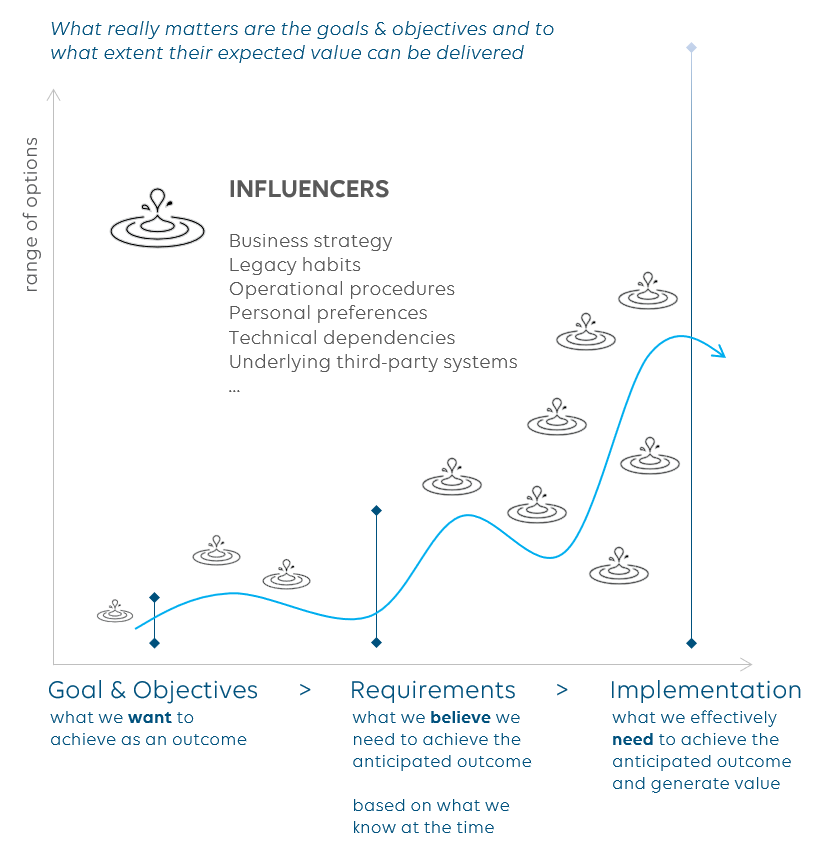 What really matters are the goals & objectives and to
what extent their expected value can be delivered
range of options
INFLUENCERS
Business strategy
Legacy habits
Operational procedures
Personal preferences
Technical dependencies
Underlying third-party systems
...
Goal & Objectives > Requirements > Implementation
what we want to
achieve as an outcome
what we believe we
need to achieve the
anticipated outcome
based on what we
know at the time
what we effectively
need to achieve the
anticipated outcome
and generate value